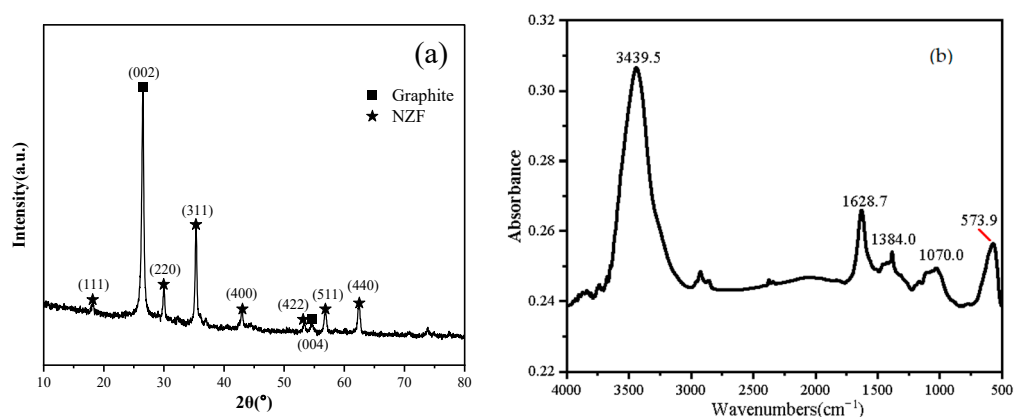 (a)
(002)
Graphite
NZF
(311)
(220)
(111)
(400)
(422)
(511)
(440)
(004)
Intensity(a.u.)
10 20 30 40 50 60 70 80
2θ(°)
(b)
0.32
0.30
0.28
0.26
0.24
0.22
Absorbance
3439.5
1628.7
1384.0
1070.0
573.9
4000 3500 3000 2500 2000 1500 1000 500
Wavenumbers(cm⁻¹)